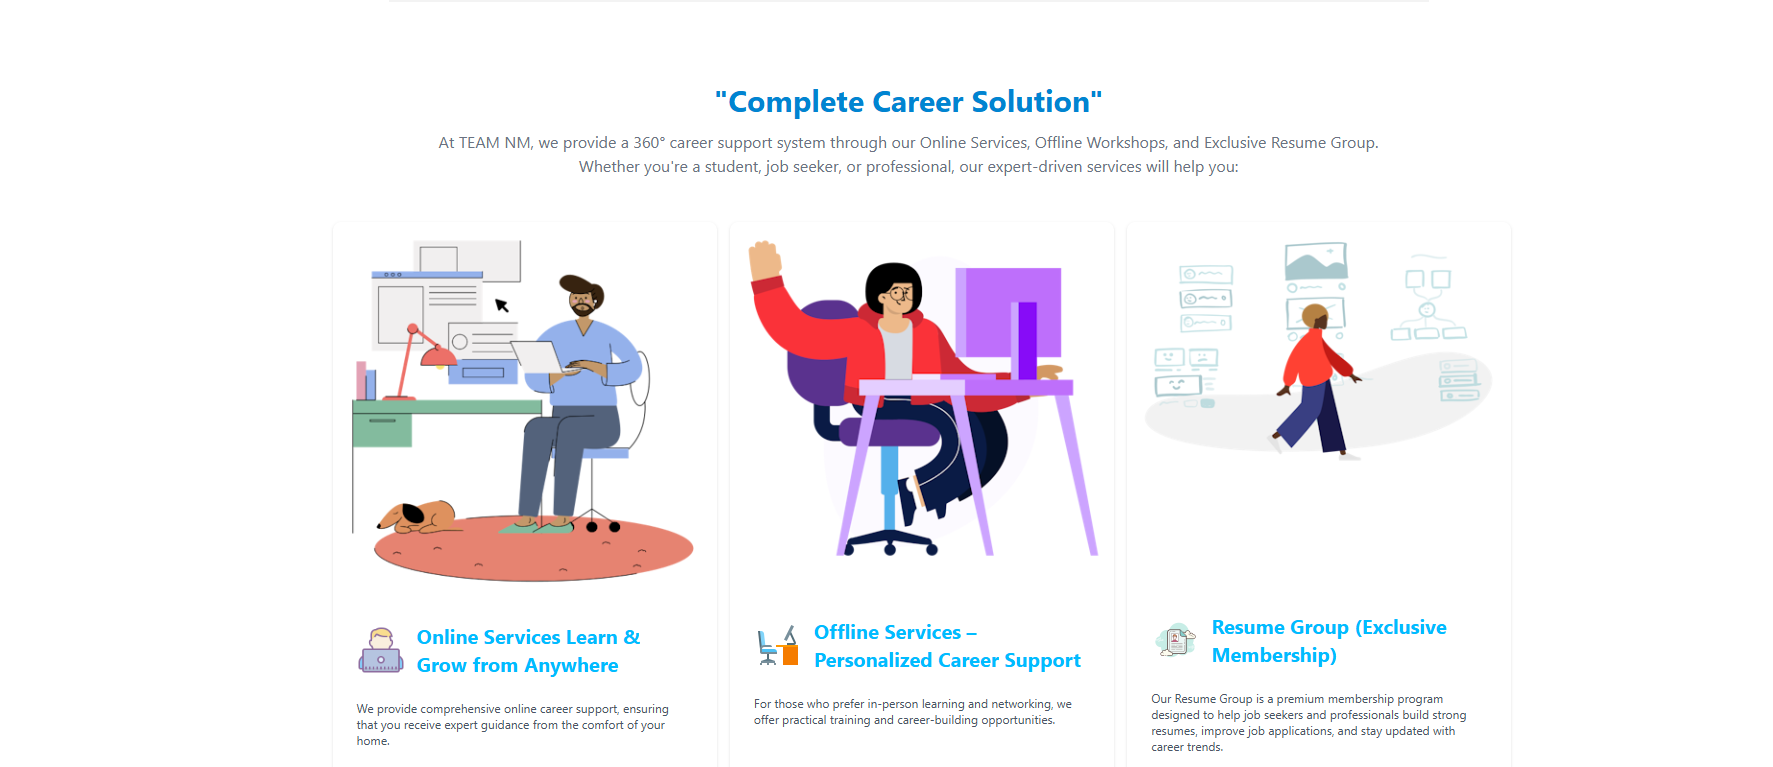 "Complete Career Solution"
At TEAM NM, we provide a 360° career support system through our Online Services, Offline Workshops, and Exclusive Resume Group.
Whether you're a student, job seeker, or professional, our expert-driven services will help you:
Online Services Learn &
Grow from Anywhere
We provide comprehensive online career support, ensuring
that you receive expert guidance from the comfort of your
home.
Offline Services –
Personalized Career Support
For those who prefer in-person learning and networking, we
offer practical training and career-building opportunities.
Resume Group (Exclusive
Membership)
Our Resume Group is a premium membership program
designed to help job seekers and professionals build strong
resumes, improve job applications, and stay updated with
career trends.